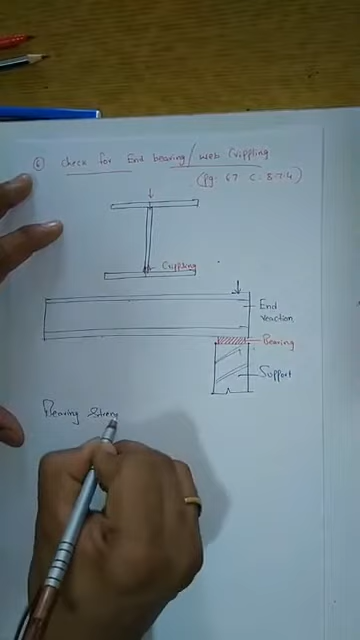 ⑥ Check for End bearing / web Crippling
(pg. 67 C. 8.7.4)
Crippling
End
reaction
Bearing
Support
Bearing Streng